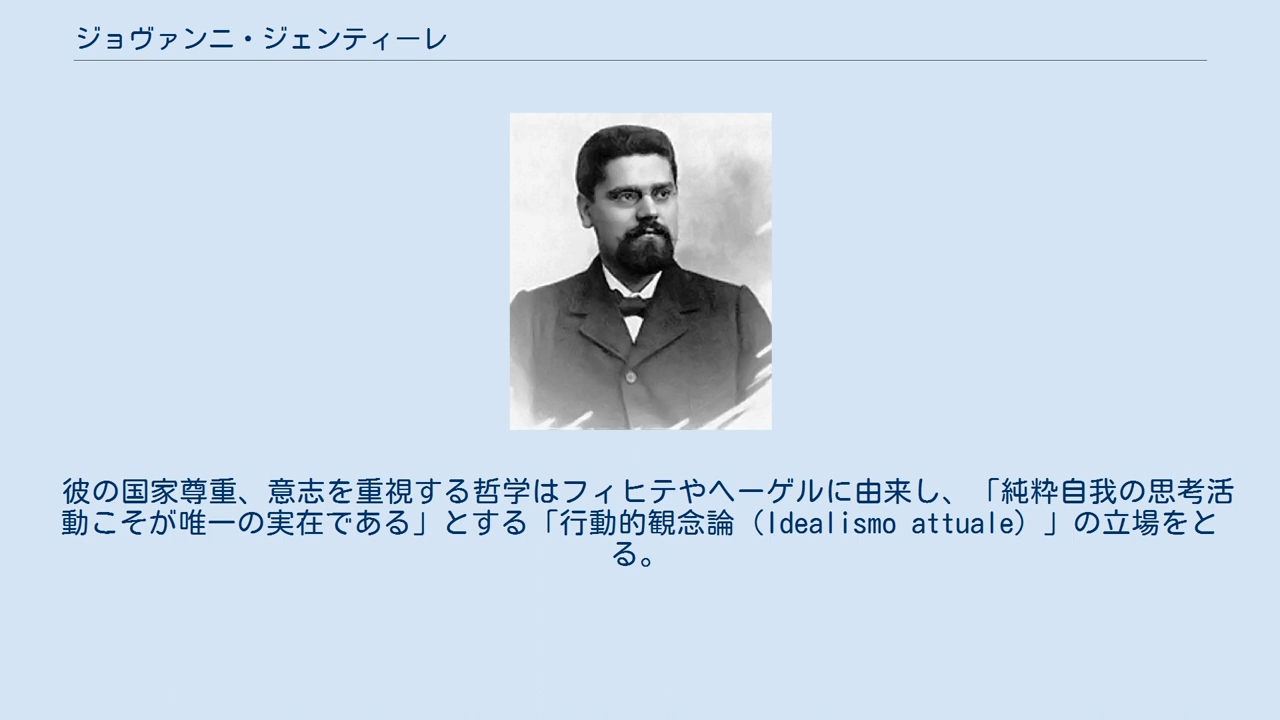 ジョヴァンニ・ジェンティーレ
彼の国家尊重、意志を重視する哲学はフィヒテやヘーゲルに由来し、「純粋自我の思考活
動こそが唯一の実在である」とする「行動的観念論（Idealismo attuale）」の立場をと
る。